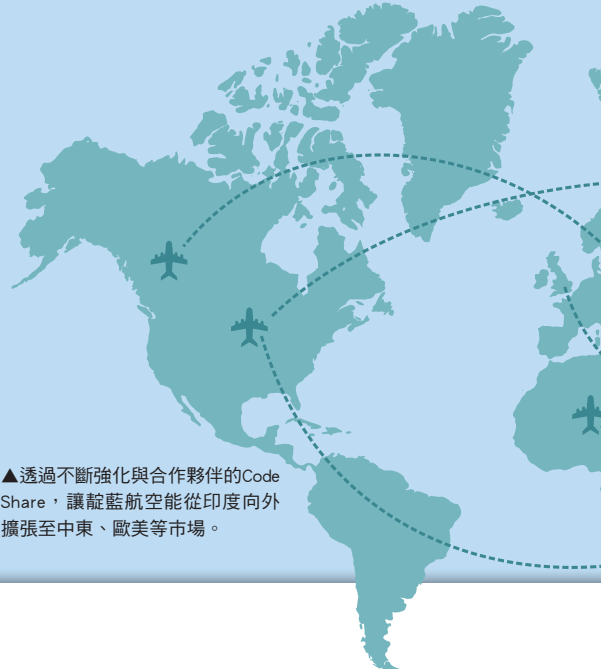 ▲透過不斷強化與合作夥伴的Code
Share，讓靛藍航空能從印度向外
擴張至中東、歐美等市場。